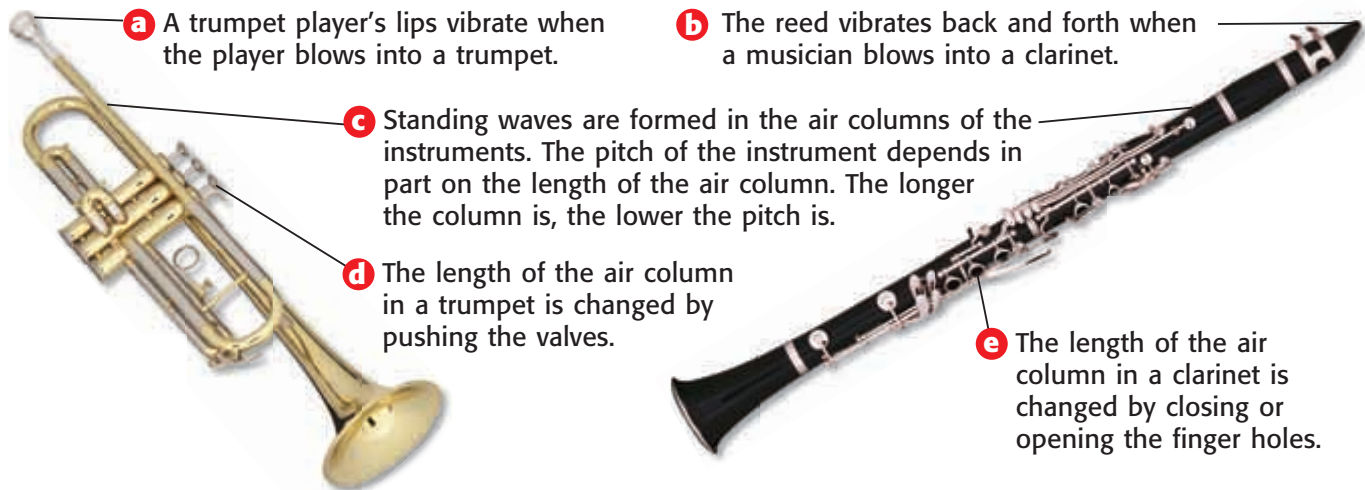 a A trumpet player's lips vibrate when
the player blows into a trumpet.
b The reed vibrates back and forth when
a musician blows into a clarinet.
c Standing waves are formed in the air columns of the
instruments. The pitch of the instrument depends in
part on the length of the air column. The longer
the column is, the lower the pitch is.
d The length of the air column
in a trumpet is changed by
pushing the valves.
e The length of the air
column in a clarinet is
changed by closing or
opening the finger holes.